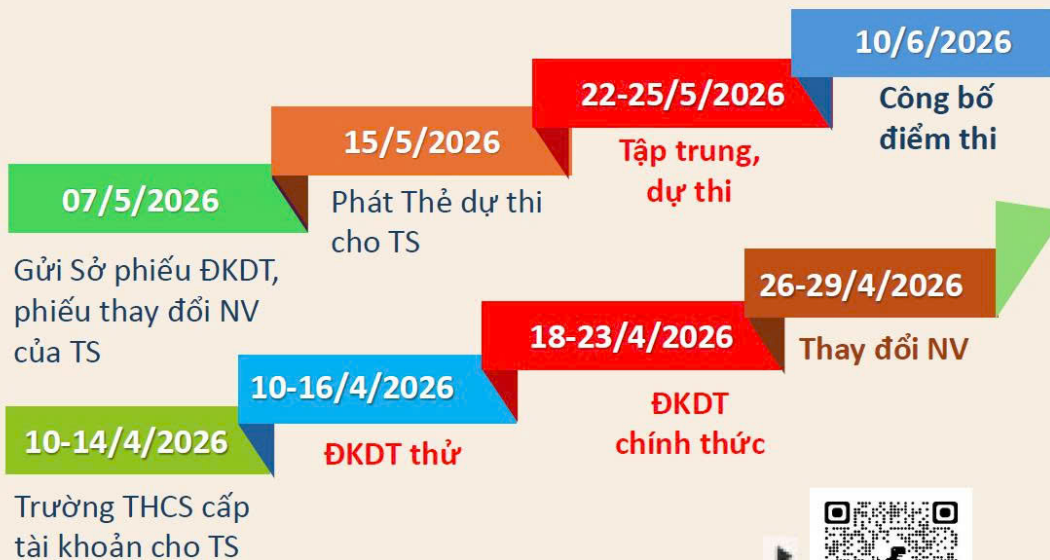 10/6/2026
Công bố
điểm thi
22-25/5/2026
Tập trung,
dự thi
15/5/2026
Phát Thẻ dự thi
cho TS
07/5/2026
Gửi Sở phiếu ĐKDT,
phiếu thay đổi NV
của TS
26-29/4/2026
Thay đổi NV
18-23/4/2026
ĐKDT
chính thức
10-16/4/2026
ĐKDT thử
10-14/4/2026
Trường THCS cấp
tài khoản cho TS